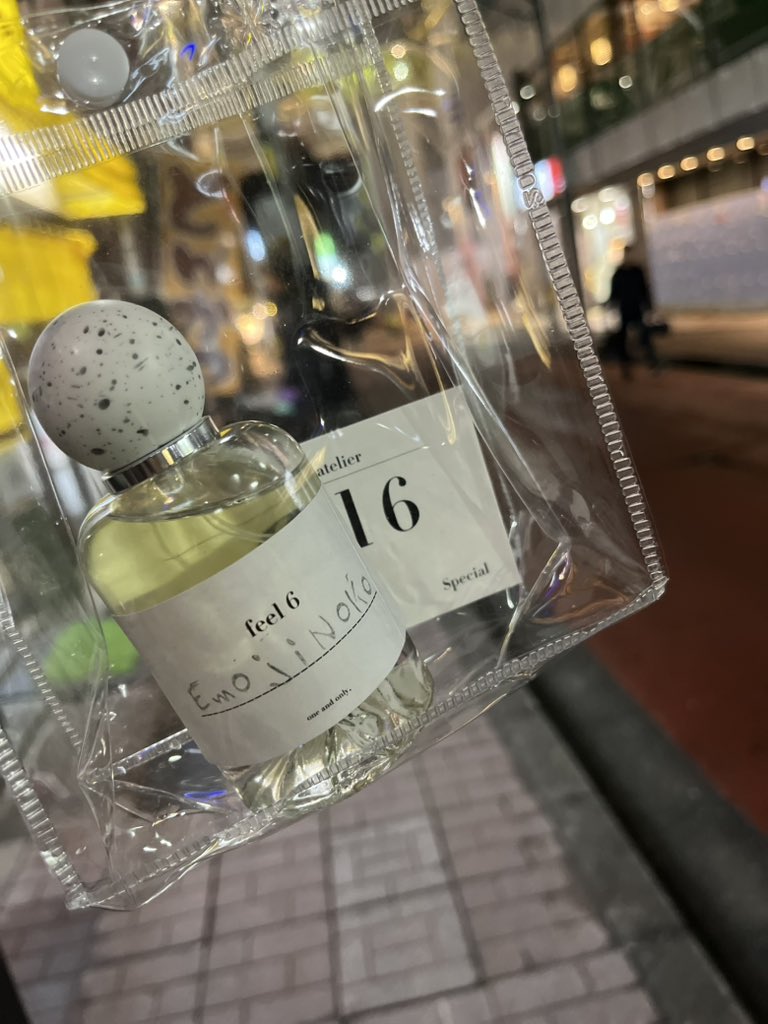 atelier
16
Special
feel 6
EmojiNoko
one and only.